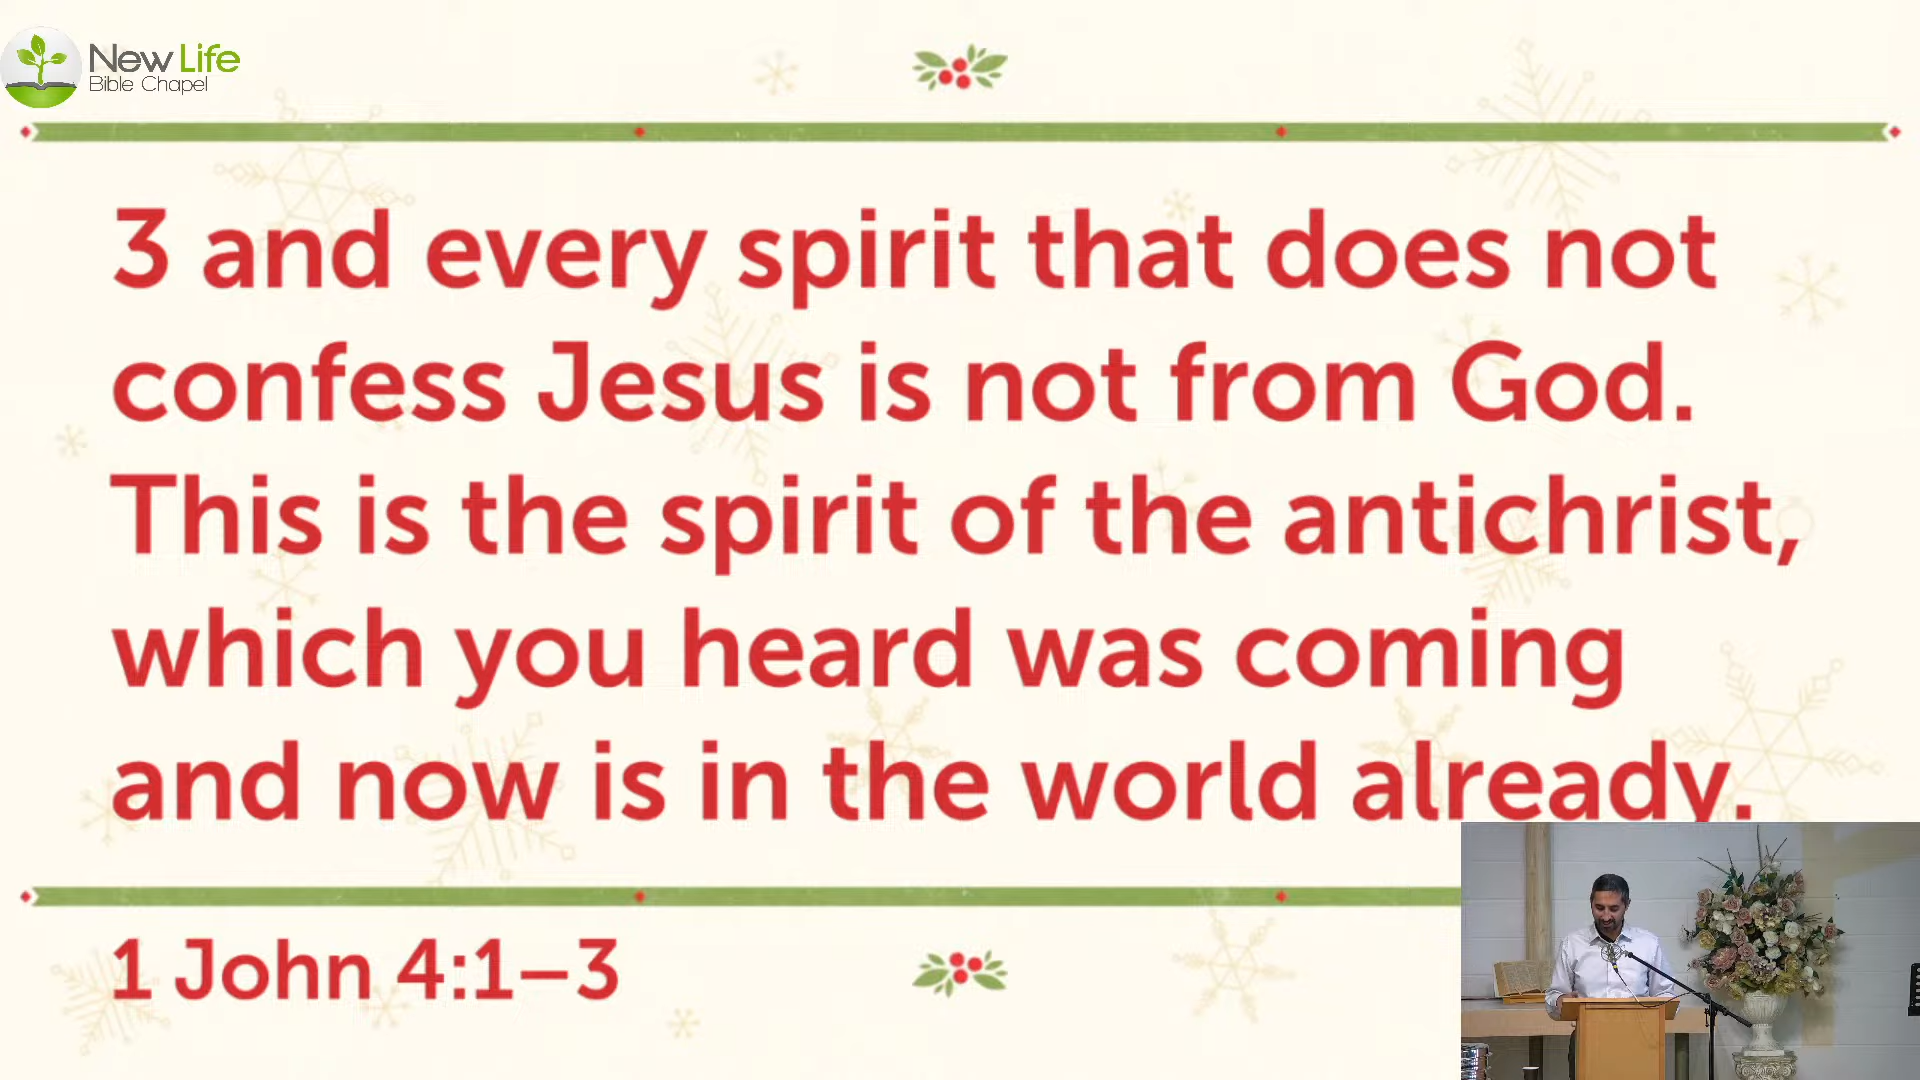 New Life
Bible Chapel
3 and every spirit that does not
confess Jesus is not from God.
This is the spirit of the antichrist,
which you heard was coming
and now is in the world already.
1 John 4:1–3